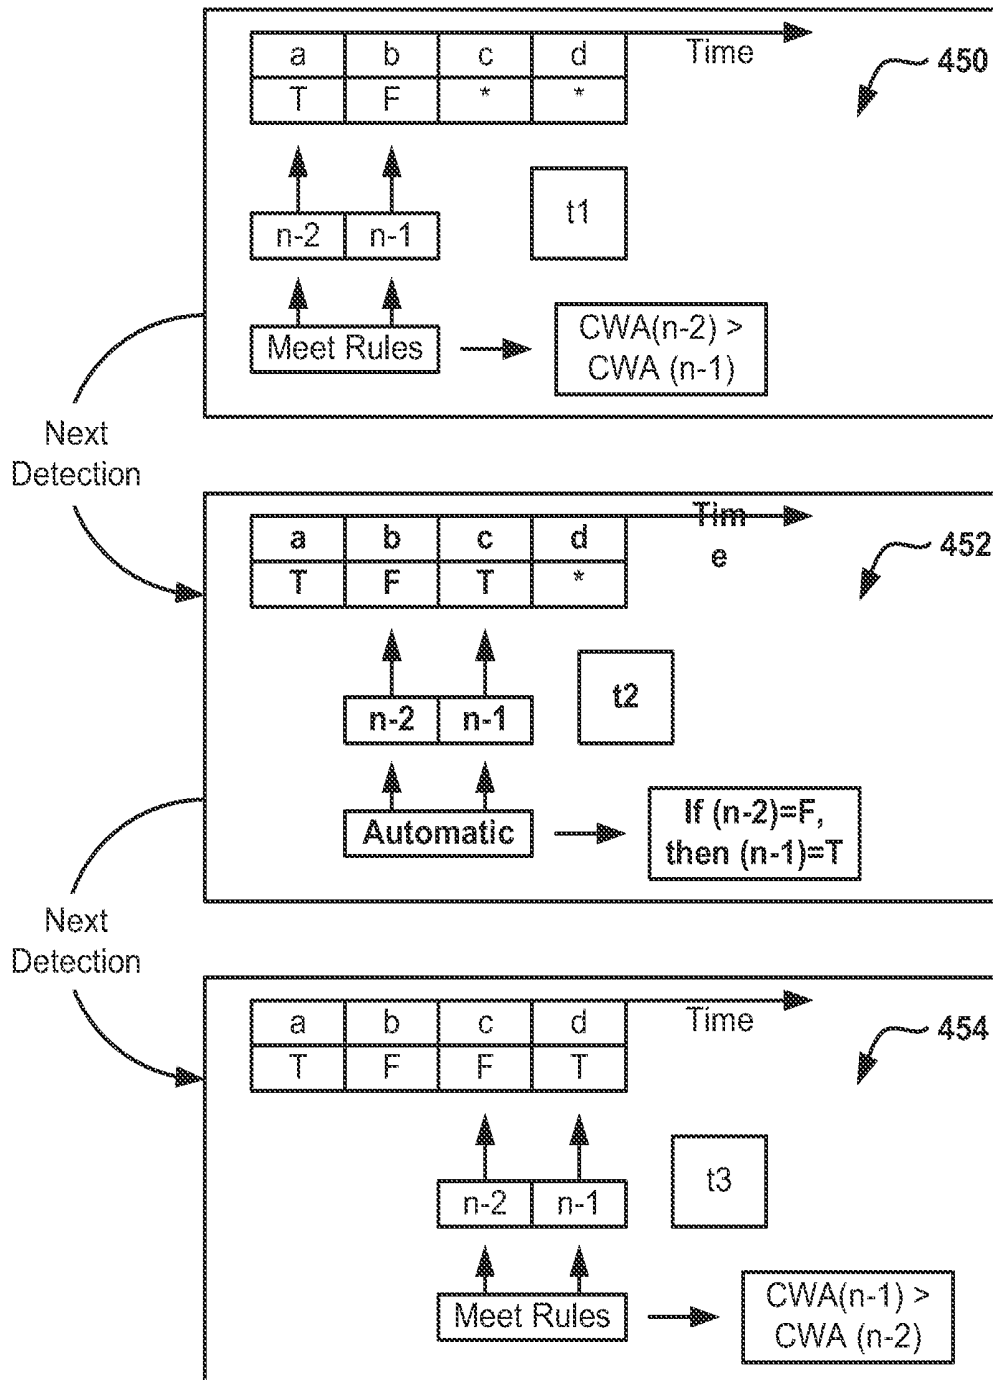 a b c d Time
450
T F * *
t1
n-2 n-1
Meet Rules
CWA(n-2) >
CWA (n-1)
Next
Detection
a b c d Tim
e
452
T F T *
t2
n-2 n-1
Automatic
If (n-2)=F,
then (n-1)=T
Next
Detection
a b c d Time
454
T F F T
t3
n-2 n-1
Meet Rules
CWA(n-1) >
CWA (n-2)